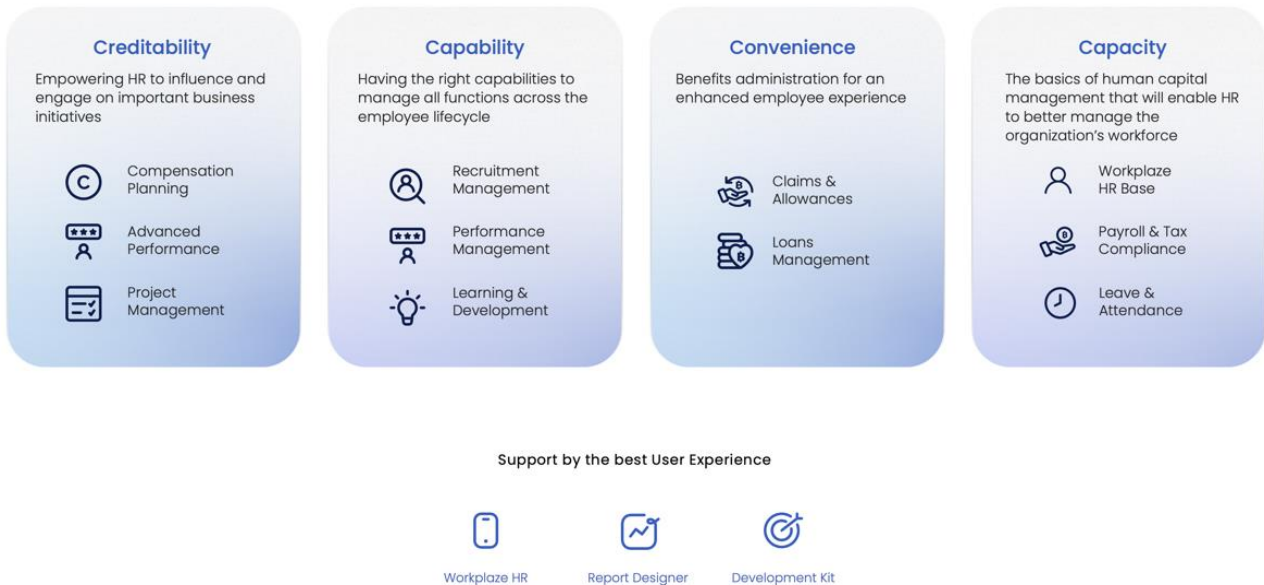 Creditability
Empowering HR to influence and
engage on important business
initiatives
Compensation
Planning
Advanced
Performance
Project
Management
Capability
Having the right capabilities to
manage all functions across the
employee lifecycle
Recruitment
Management
Performance
Management
Learning &
Development
Convenience
Benefits administration for an
enhanced employee experience
Claims &
Allowances
Loans
Management
Capacity
The basics of human capital
management that will enable HR
to better manage the
organization's workforce
Workplaze
HR Base
Payroll & Tax
Compliance
Leave &
Attendance
Support by the best User Experience
Workplaze HR
Report Designer
Development Kit